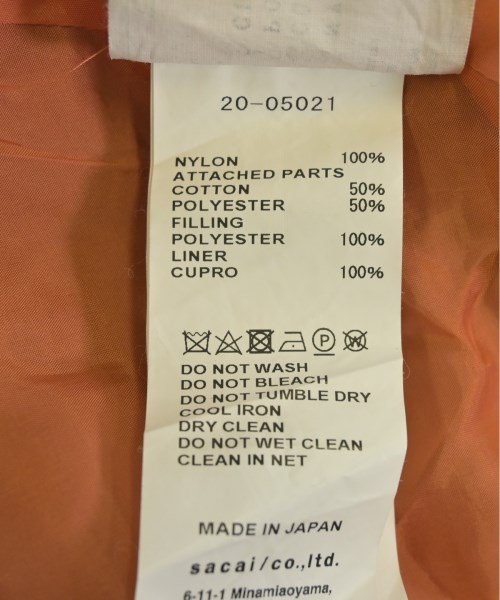 20-05021
NYLON 100%
ATTACHED PARTS
COTTON 50%
POLYESTER 50%
FILLING
POLYESTER 100%
LINER
CUPRO 100%
P W
DO NOT WASH
DO NOT BLEACH
DO NOT TUMBLE DRY
COOL IRON
DRY CLEAN
DO NOT WET CLEAN
CLEAN IN NET
MADE IN JAPAN
sacai/co.,ltd.
6-11-1 Minamiaoyama,